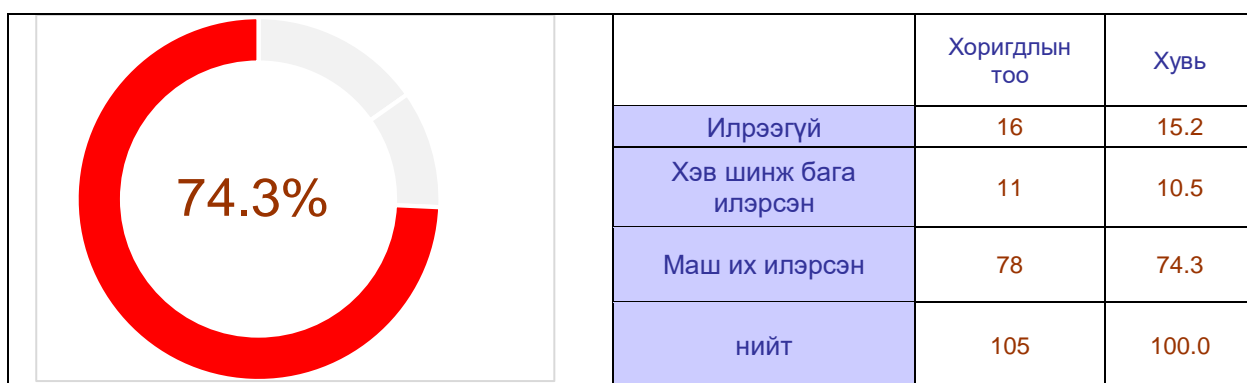 74.3%
Хоригдлын
тоо
Хувь
Илрээгүй
16
15.2
Хэв шинж бага
илэрсэн
11
10.5
Маш их илэрсэн
78
74.3
нийт
105
100.0